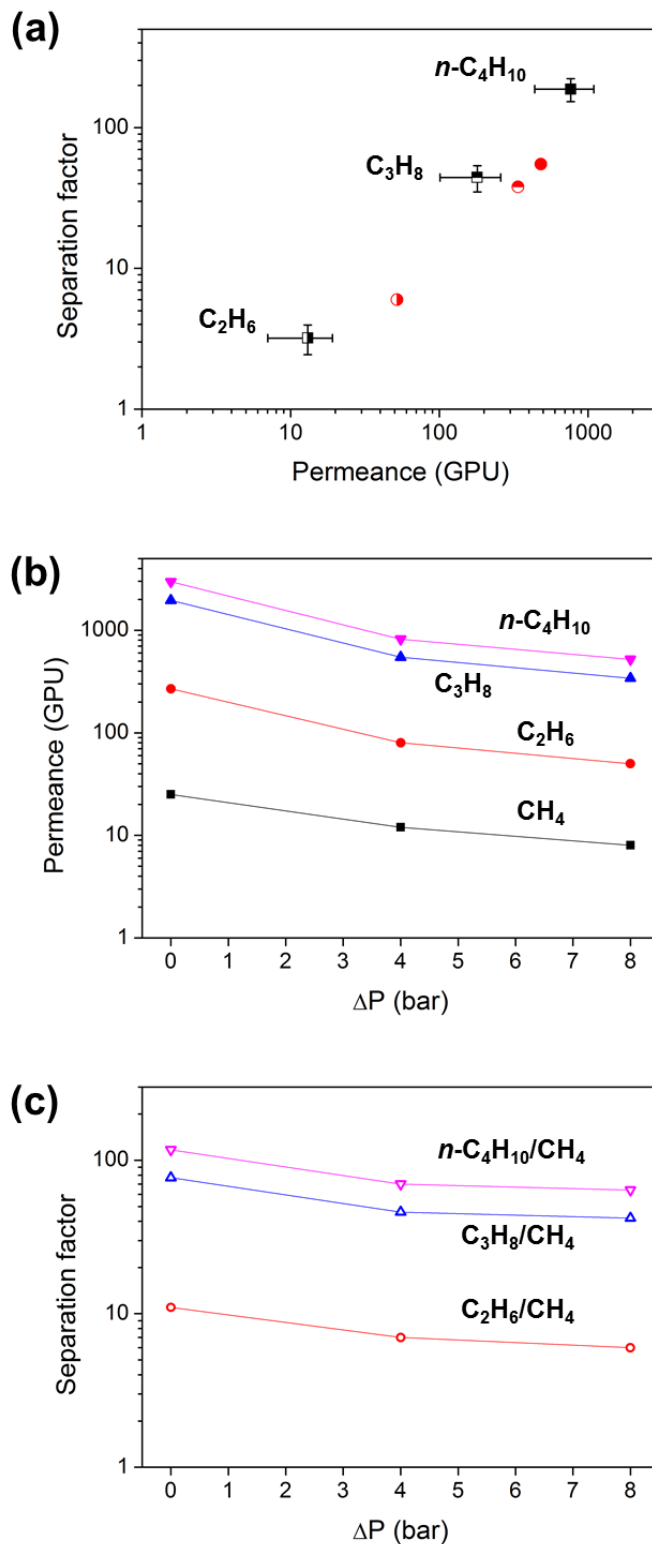 (a)
n-C₄H₁₀
C₃H₈
C₂H₆
100
10
1
Separation factor
1 10 100 1000
Permeance (GPU)
(b)
n-C₄H₁₀
C₃H₈
C₂H₆
CH₄
1000
100
10
1
Permeance (GPU)
0 1 2 3 4 5 6 7 8
ΔP (bar)
(c)
n-C₄H₁₀/CH₄
C₃H₈/CH₄
C₂H₆/CH₄
100
10
1
Separation factor
0 1 2 3 4 5 6 7 8
ΔP (bar)